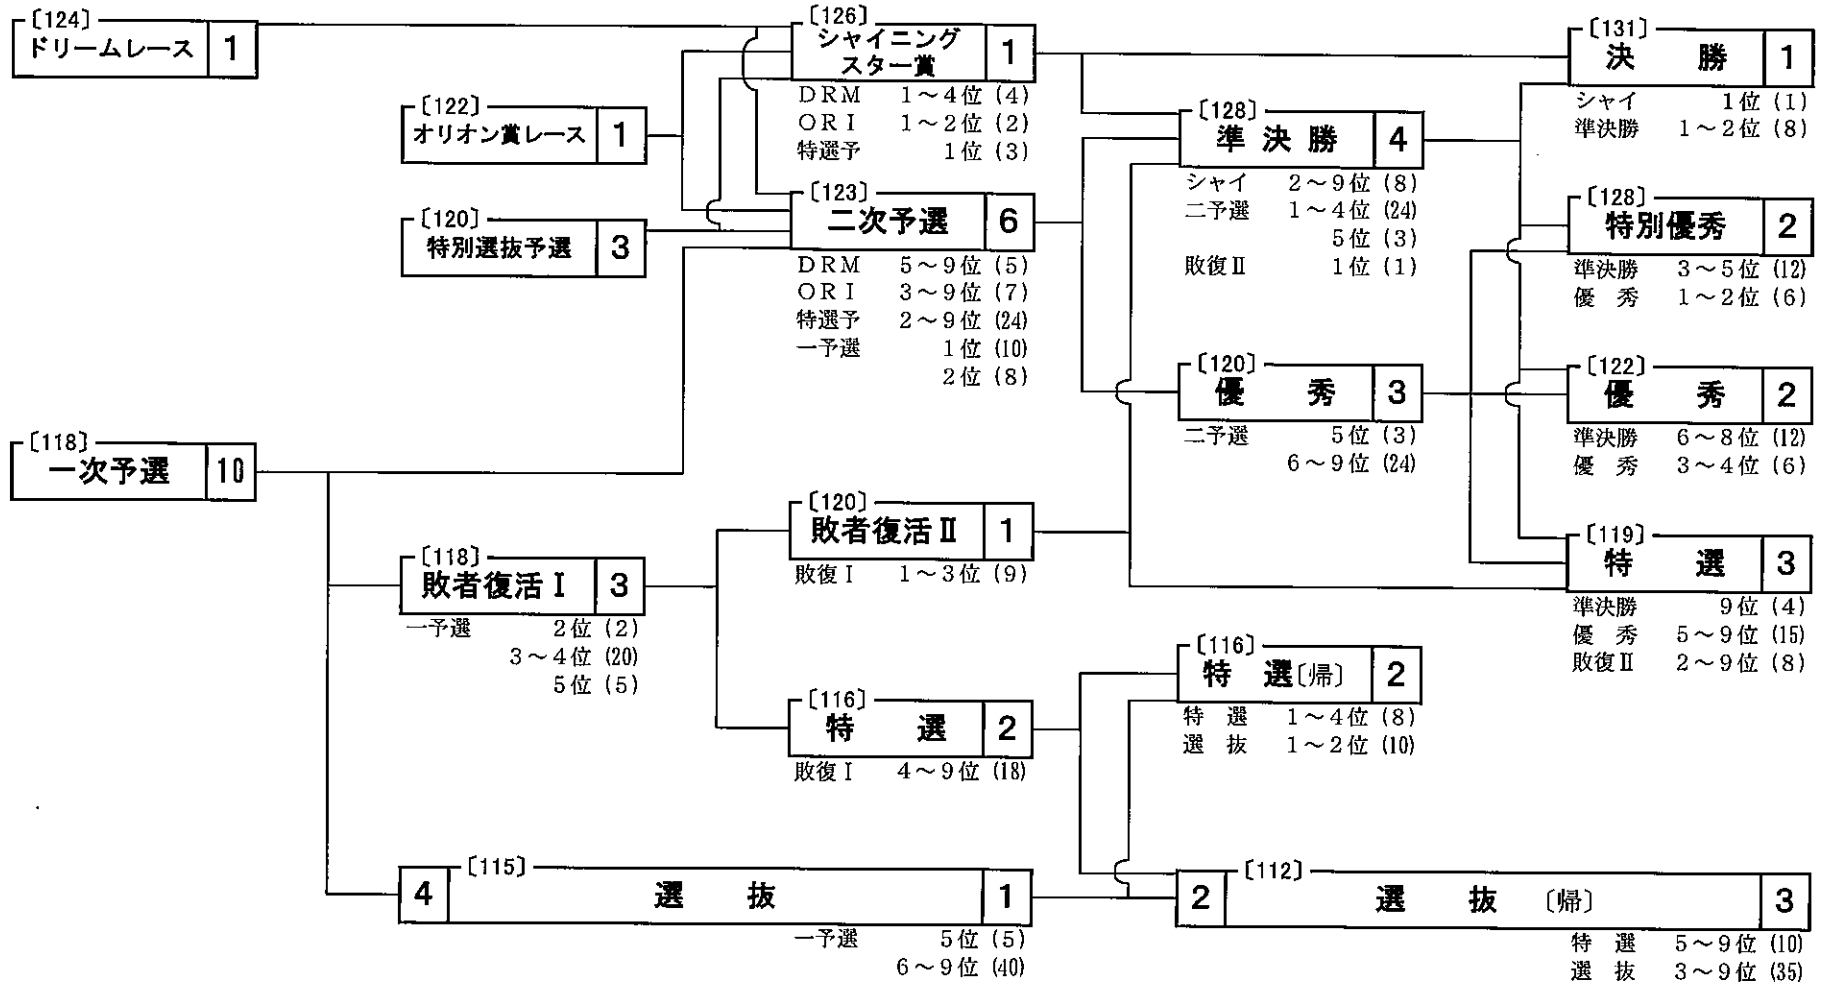 〔124〕
ドリームレース 1
〔122〕
オリオン賞レース 1
〔120〕
特別選抜予選 3
〔118〕
一次予選 10
〔118〕
敗者復活Ⅰ 3
一予選 2位 (2)
3～4位 (20)
5位 (5)
〔126〕
シャイニング
スター賞 1
DRM 1～4位 (4)
ORI 1～2位 (2)
特選予 1位 (3)
〔123〕
二次予選 6
DRM 5～9位 (5)
ORI 3～9位 (7)
特選予 2～9位 (24)
一予選 1位 (10)
2位 (8)
〔120〕
敗者復活Ⅱ 1
敗復Ⅰ 1～3位 (9)
〔116〕
特 選 2
敗復Ⅰ 4～9位 (18)
〔115〕
4 選 抜 1
一予選 5位 (5)
6～9位 (40)
〔128〕
準決勝 4
シャイ 2～9位 (8)
二予選 1～4位 (24)
5位 (3)
敗復Ⅱ 1位 (1)
〔120〕
優 秀 3
二予選 5位 (3)
6～9位 (24)
〔116〕
特 選〔帰〕 2
特 選 1～4位 (8)
選 抜 1～2位 (10)
〔131〕
決 勝 1
シャイ 1位 (1)
準決勝 1～2位 (8)
〔128〕
特別優秀 2
準決勝 3～5位 (12)
優 秀 1～2位 (6)
〔122〕
優 秀 2
準決勝 6～8位 (12)
優 秀 3～4位 (6)
〔119〕
特 選 3
準決勝 9位 (4)
優 秀 5～9位 (15)
敗復Ⅱ 2～9位 (8)
〔112〕
2 選 抜 〔帰〕 3
特 選 5～9位 (10)
選 抜 3～9位 (35)